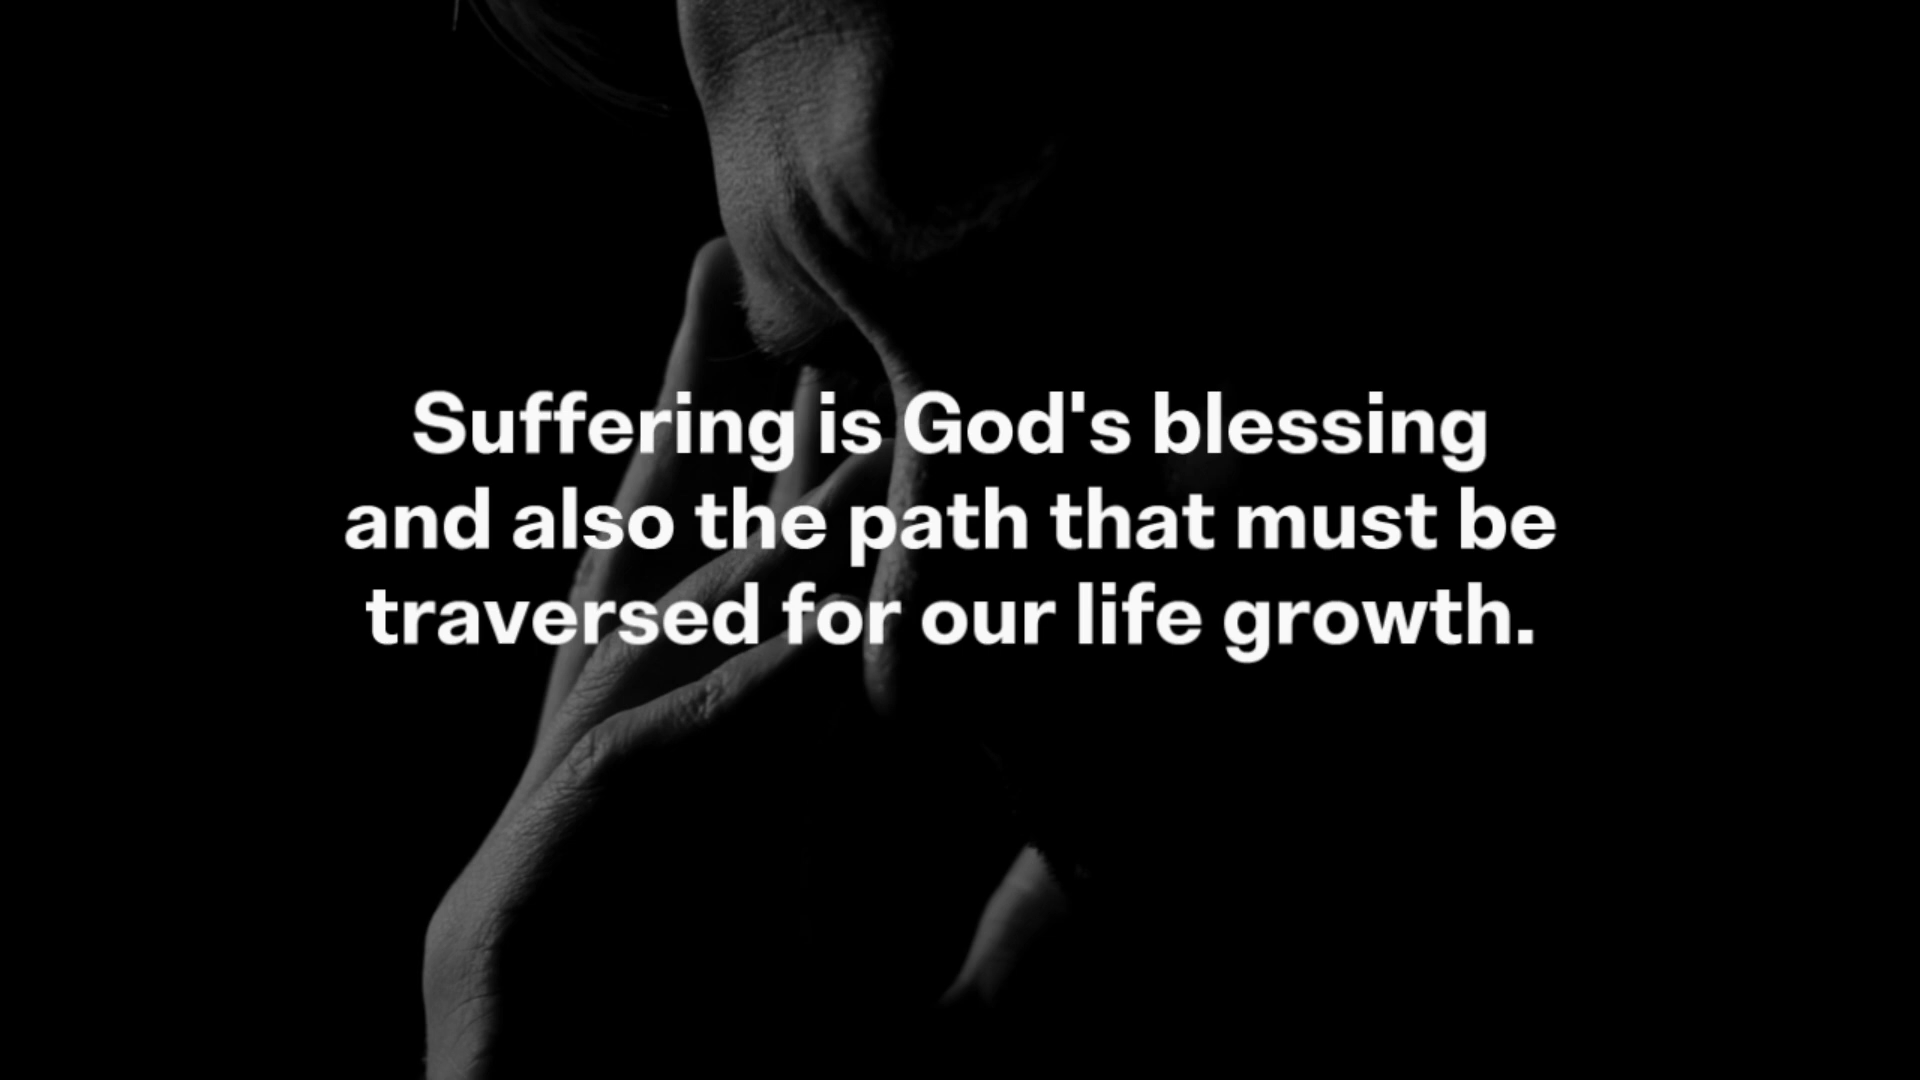 Suffering is God's blessing
and also the path that must be
traversed for our life growth.